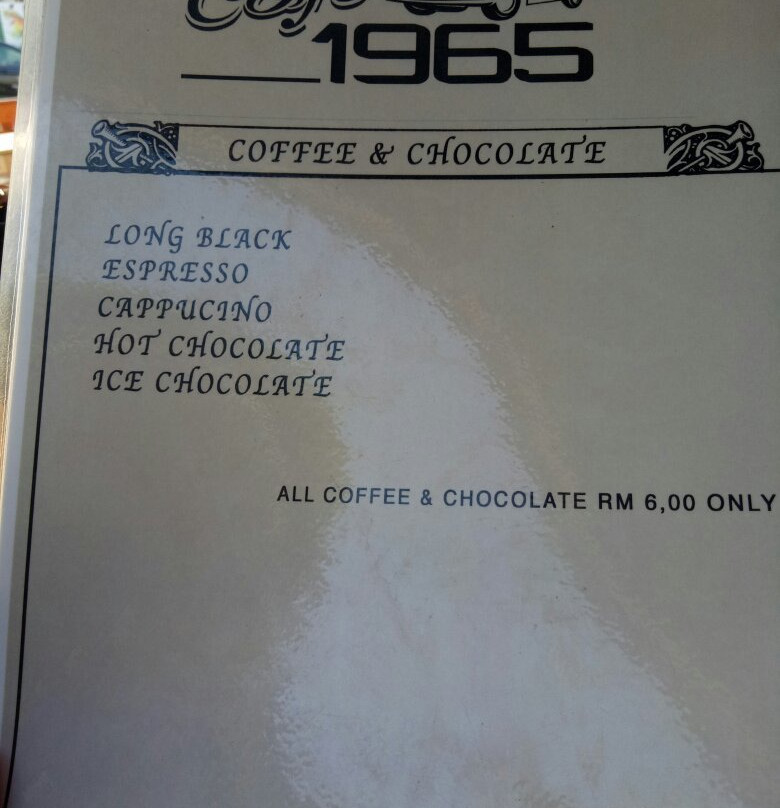 1965
COFFEE & CHOCOLATE
LONG BLACK
ESPRESSO
CAPPUCINO
HOT CHOCOLATE
ICE CHOCOLATE
ALL COFFEE & CHOCOLATE RM 6,00 ONLY